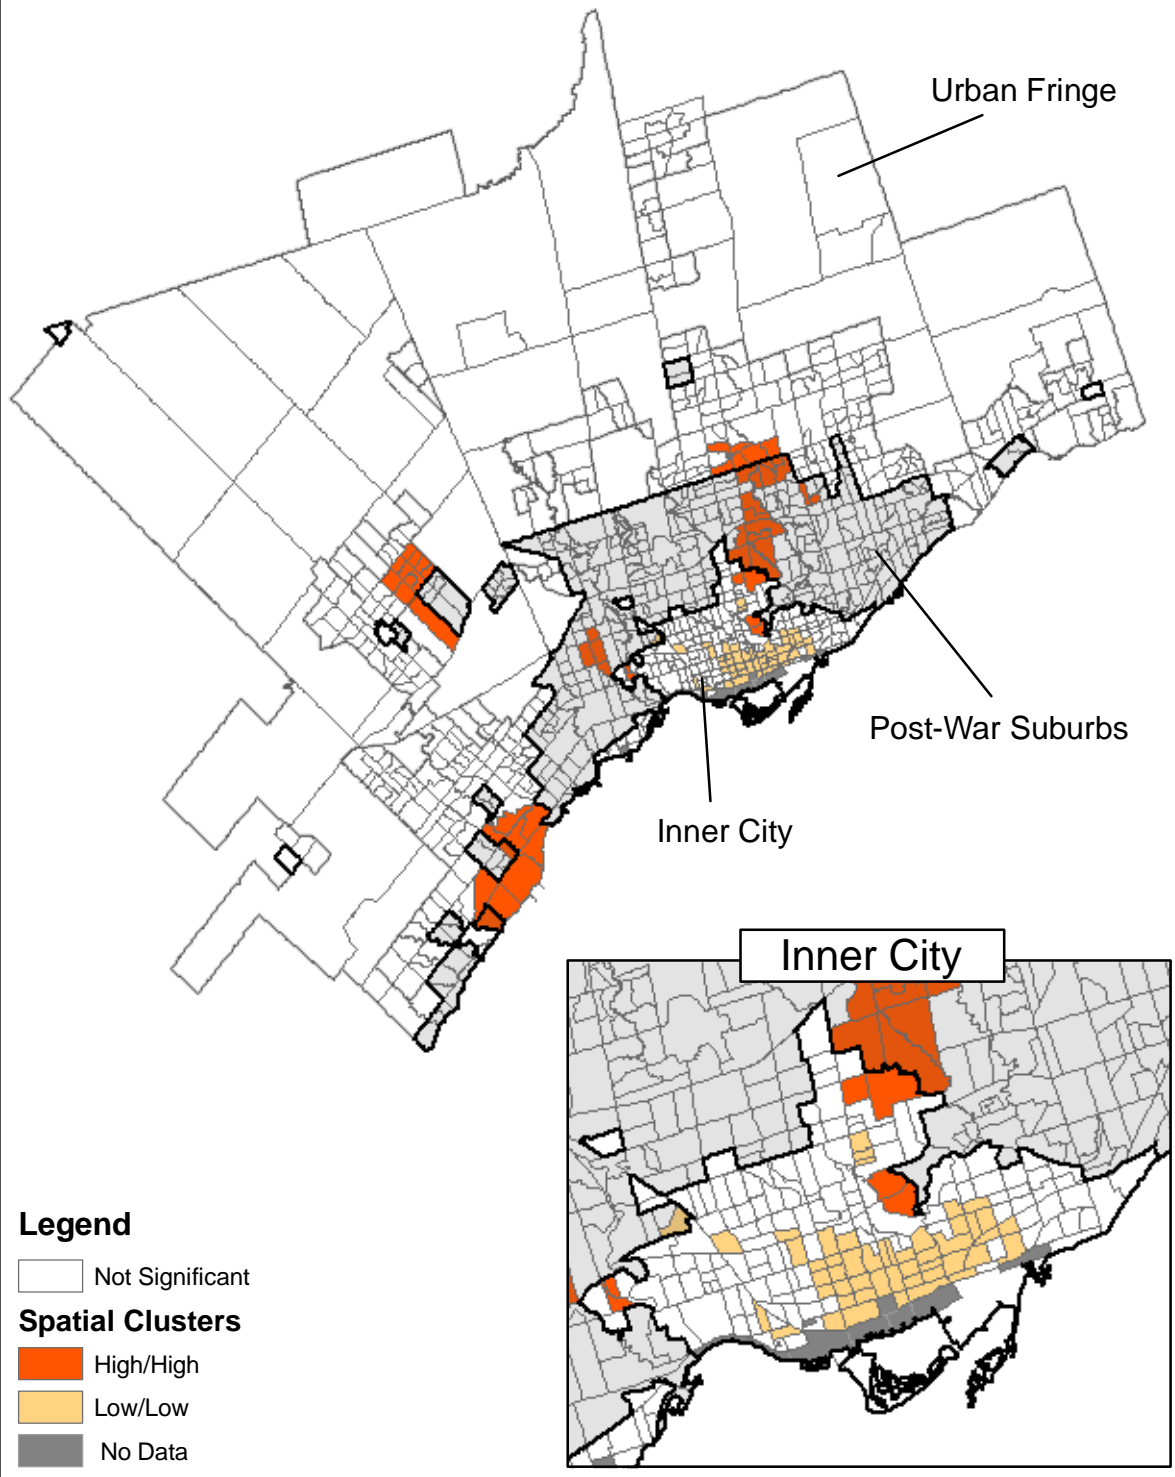 Urban Fringe
Post-War Suburbs
Inner City
Inner City
Legend
Not Significant
Spatial Clusters
High/High
Low/Low
No Data